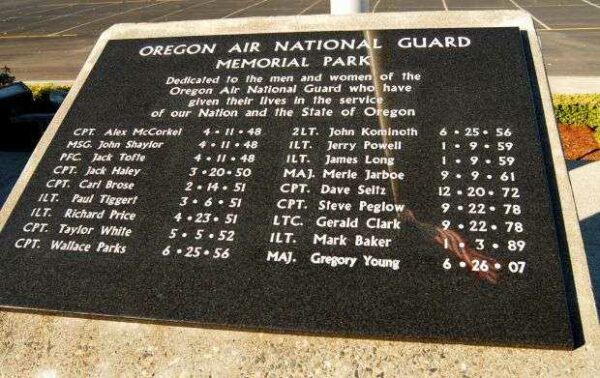 OREGON AIR NATIONAL GUARD
MEMORIAL PARK
Dedicated to the men and women of the
Oregon Air National Guard who have
given their lives in the service
of our Nation and the State of Oregon
CPT. Alex McCorkel 4•11•48
MSG. John Shaylor 4•11•48
PFC. Jack Tofte 4•11•48
CPT. Jack Haley 3•20•50
CPT. Carl Brose 2•14•51
1LT. Paul Tiggert 3•6•51
1LT. Richard Price 4•23•51
CPT. Taylor White 5•5•52
CPT. Wallace Parks 6•25•56
2LT. John Kominoth 6•25•56
1LT. Jerry Powell 1•9•59
1LT. James Long 1•9•59
MAJ. Merle Jarboe 9•9•61
CPT. Dave Seitz 12•20•72
CPT. Steve Peglow 9•22•78
LTC. Gerald Clark 9•22•78
1LT. Mark Baker 1•3•89
MAJ. Gregory Young 6•26•07